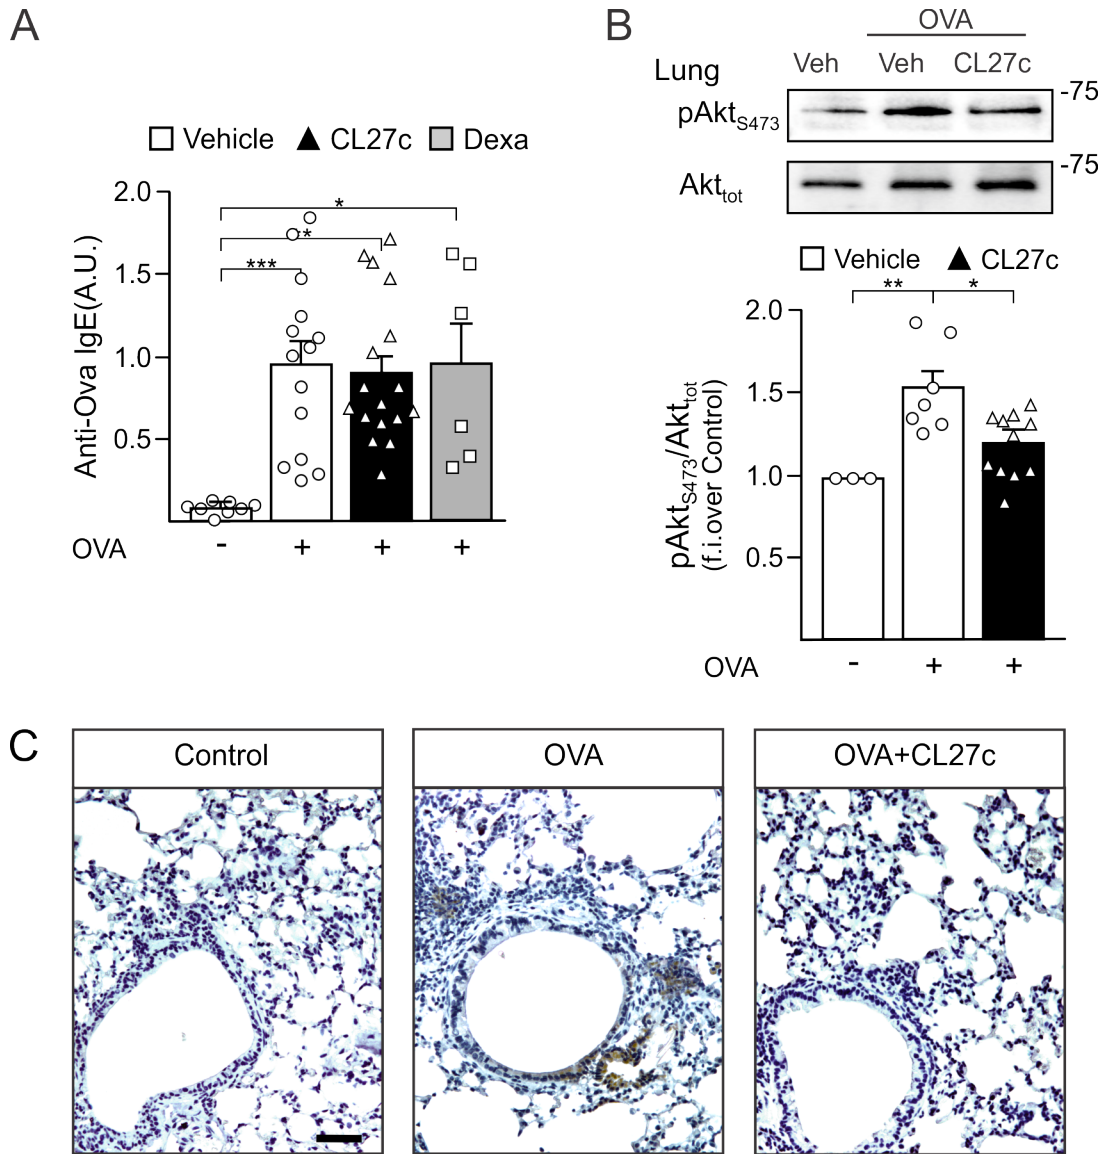 A
Vehicle CL27c Dexa
Anti-Ova IgE(A.U.)
2.0
1.5
1.0
0.5
*
**
***
OVA - + + +
B
OVA
Lung Veh Veh CL27c
pAktS473 -75
Akttot -75
Vehicle CL27c
pAktS473/Akttot
(f.i.over Control)
2.0
1.5
1.0
0.5
** *
OVA - + +
C
Control OVA OVA+CL27c